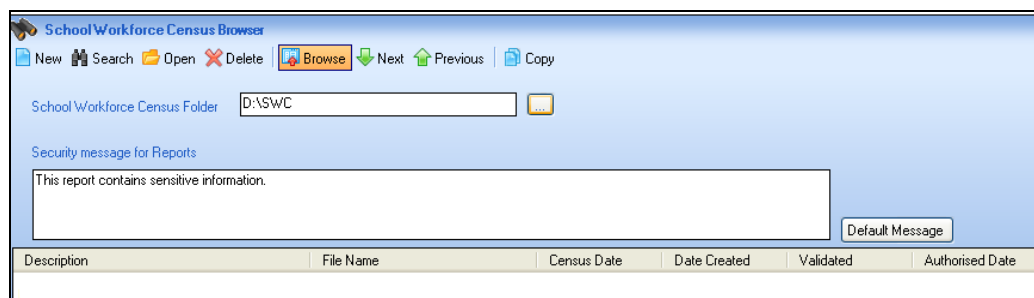 School Workforce Census Browser
New Search Open Delete Browse Next Previous Copy
School Workforce Census Folder D:\SWC ...
Security message for Reports
This report contains sensitive information.
Default Message
Description File Name Census Date Date Created Validated Authorised Date